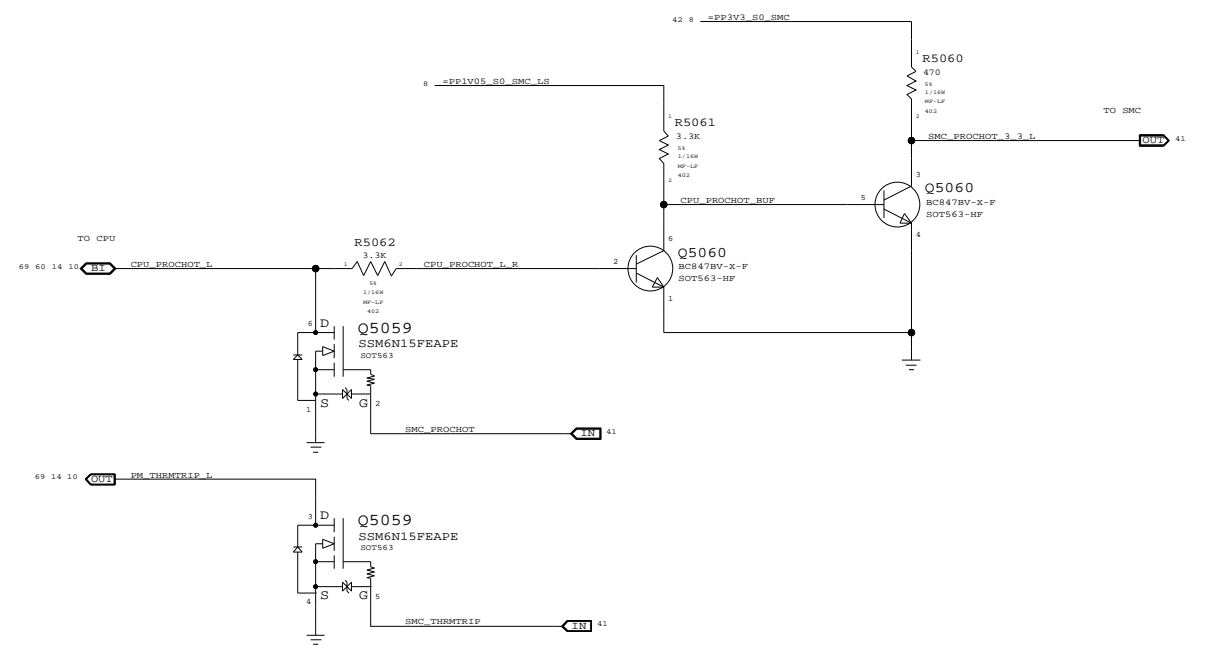 42 8 =PP3V3_S0_SMC
1
R5060
470
5%
1/16W
MF-LF
402
2
8 =PP1V05_S0_SMC_LS
1
R5061
3.3K
5%
1/16W
MF-LF
402
2
TO SMC
SMC_PROCHOT_3_3_L OUT 41
3
Q5060
BC847BV-X-F
SOT563-HF
5
4
CPU_PROCHOT_BUF
TO CPU
69 60 14 10 BI CPU_PROCHOT_L
R5062
3.3K
1 2
5%
1/16W
MF-LF
402
CPU_PROCHOT_L_R 2
6
Q5060
BC847BV-X-F
SOT563-HF
1
6 D
Q5059
SSM6N15FEAPE
SOT563
1 S G 2
SMC_PROCHOT IN 41
69 14 10 OUT PM_THRMTRIP_L
3 D
Q5059
SSM6N15FEAPE
SOT563
4 S G 5
SMC_THRMTRIP IN 41